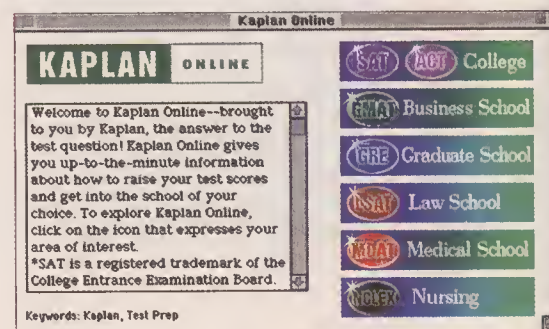 Kaplan Online
KAPLAN ONLINE
Welcome to Kaplan Online--brought
to you by Kaplan, the answer to the
test question! Kaplan Online gives
you up-to-the-minute information
about how to raise your test scores
and get into the school of your
choice. To explore Kaplan Online,
click on the icon that expresses your
area of interest.
*SAT is a registered trademark of the
College Entrance Examination Board.
Keywords: Kaplan, Test Prep
SAT ACT College
GMAT Business School
GRE Graduate School
LSAT Law School
MCAT Medical School
NCLEX Nursing